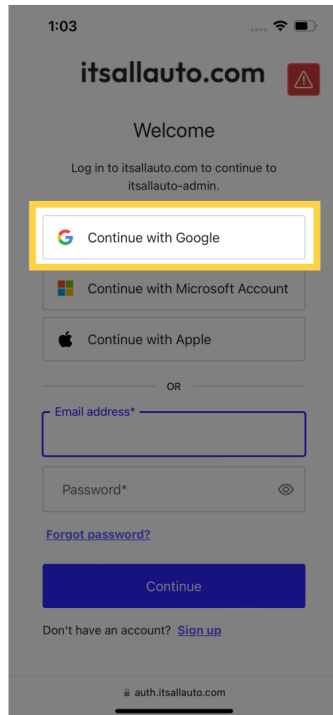 1:03
itsallauto.com
Welcome
Log in to itsallauto.com to continue to
itsallauto-admin.
Continue with Google
Continue with Microsoft Account
Continue with Apple
OR
Email address*
Password*
Forgot password?
Continue
Don't have an account? Sign up
auth.itsallauto.com